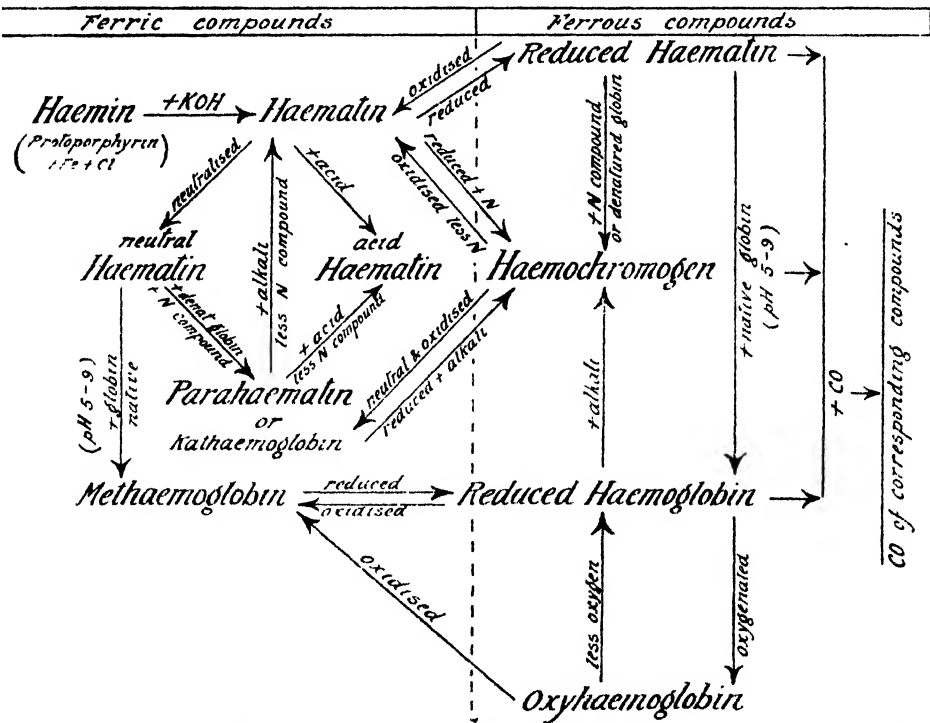 Ferric compounds
Ferrous compounds
Reduced Haematin
oxidised
reduced
Haemin
+KOH
Haematin
(Protoporphyrin
+Fe+Cl)
neutralised
+acid
+alkali
less N compound
reduced + N
oxidised less N
+N compound
or denatured globin
+native globin
(pH 5-9)
neutral
Haematin
acid
Haematin
Haemochromogen
+denat globin
+ N compound
+ acid
less N compound
neutral & oxidised
reduced + alkali
Parahaematin
or
Kathaemoglobin
(pH 5-9)
+globin
native
+alkali
+ CO
CO of corresponding compounds
Methaemoglobin
reduced
oxidised
Reduced Haemoglobin
oxidised
less oxygen
oxygenated
Oxyhaemoglobin